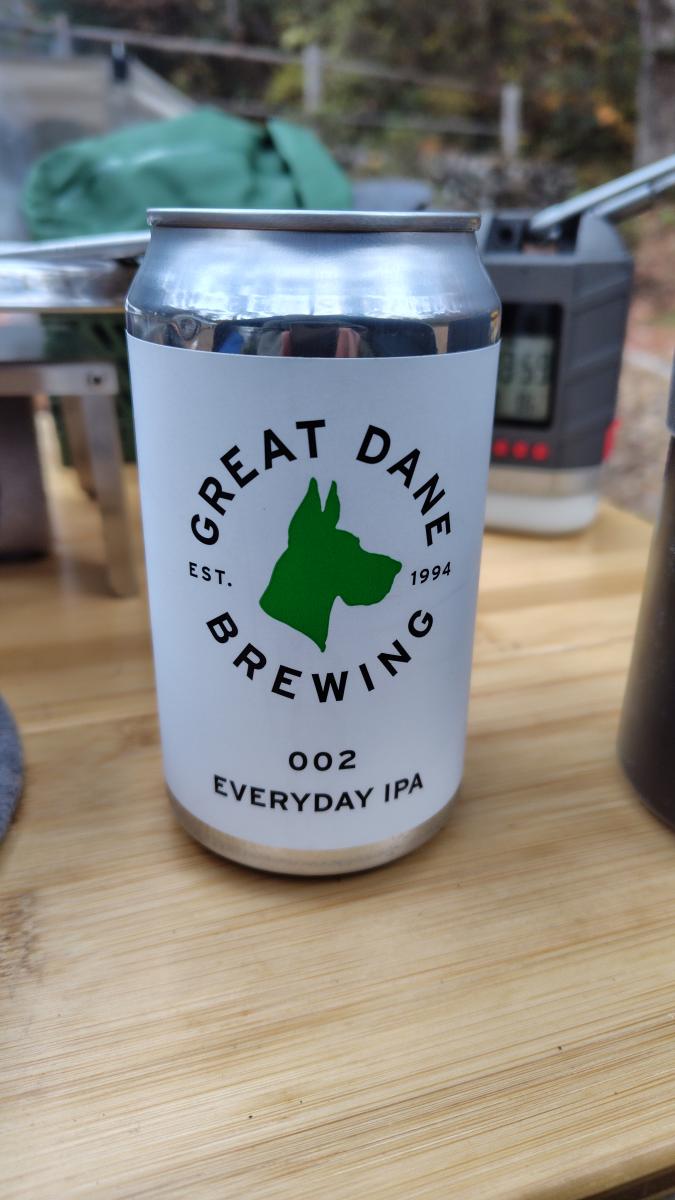 GREAT DANE
EST. 1994
BREWING
002
EVERYDAY IPA